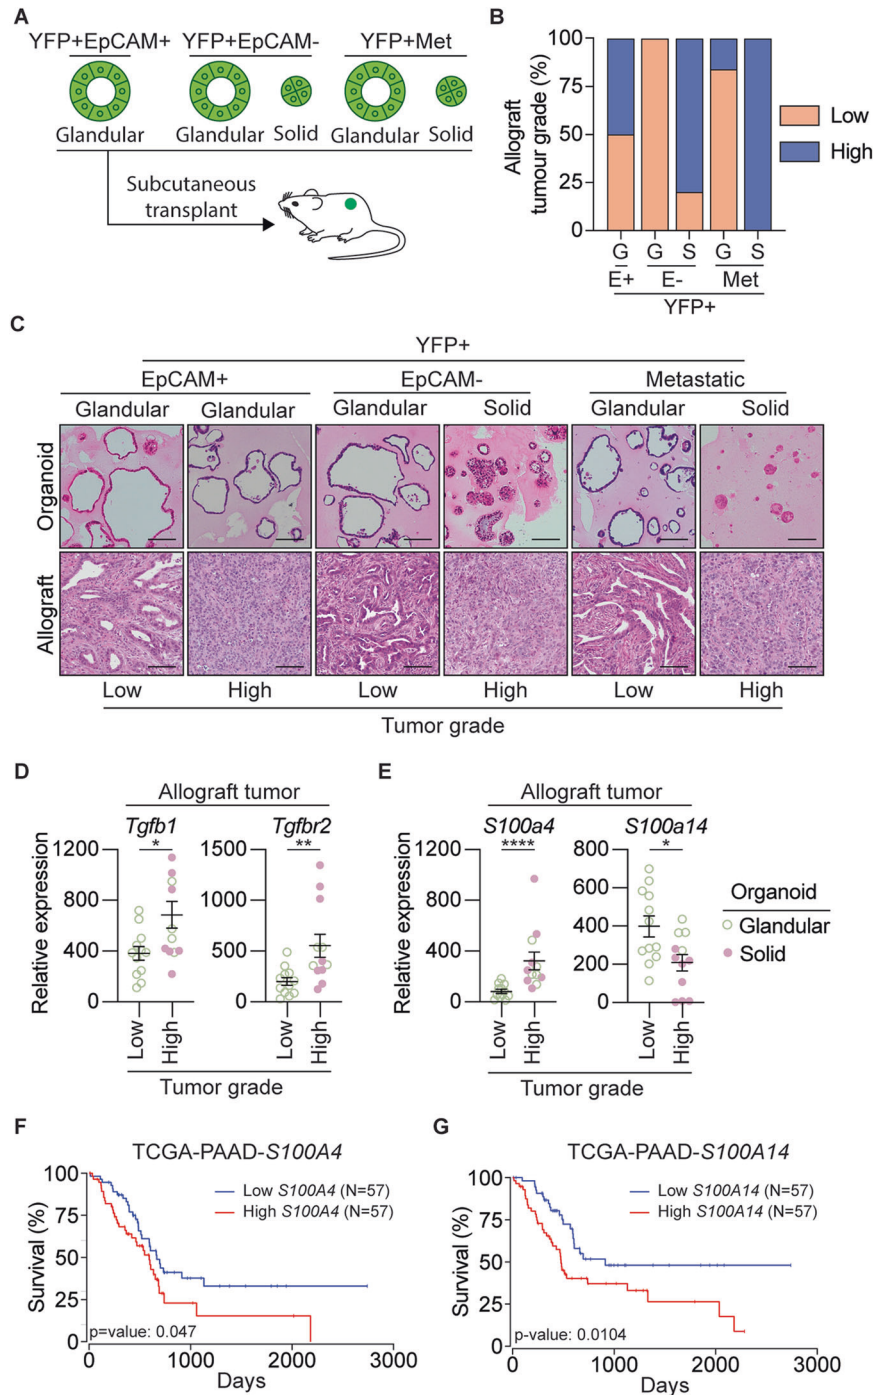 A
YFP+EpCAM+ YFP+EpCAM- YFP+Met
Glandular Glandular Solid Glandular Solid
Subcutaneous
transplant
B
Allograft
tumour grade (%)
100
75
50
25
0
G G S G S
E+ E- Met
YFP+
Low
High
C
YFP+
EpCAM+ EpCAM- Metastatic
Glandular Glandular Glandular Solid Glandular Solid
Organoid
Allograft
Low High Low High Low High
Tumor grade
D
Allograft tumor
Tgfb1 Tgfbr2
Relative expression
* **
1200
800
400
0
1500
1000
500
0
Low High Low High
Tumor grade
E
Allograft tumor
S100a4 S100a14
Relative expression
**** *
1200
800
400
0
800
600
400
200
0
Low High Low High
Tumor grade
Organoid
Glandular
Solid
F
TCGA-PAAD-S100A4
Survival (%)
100
75
50
25
0
Low S100A4 (N=57)
High S100A4 (N=57)
p=value: 0.047
0 1000 2000 3000
Days
G
TCGA-PAAD-S100A14
Survival (%)
100
75
50
25
0
Low S100A14 (N=57)
High S100A14 (N=57)
p-value: 0.0104
0 1000 2000 3000
Days